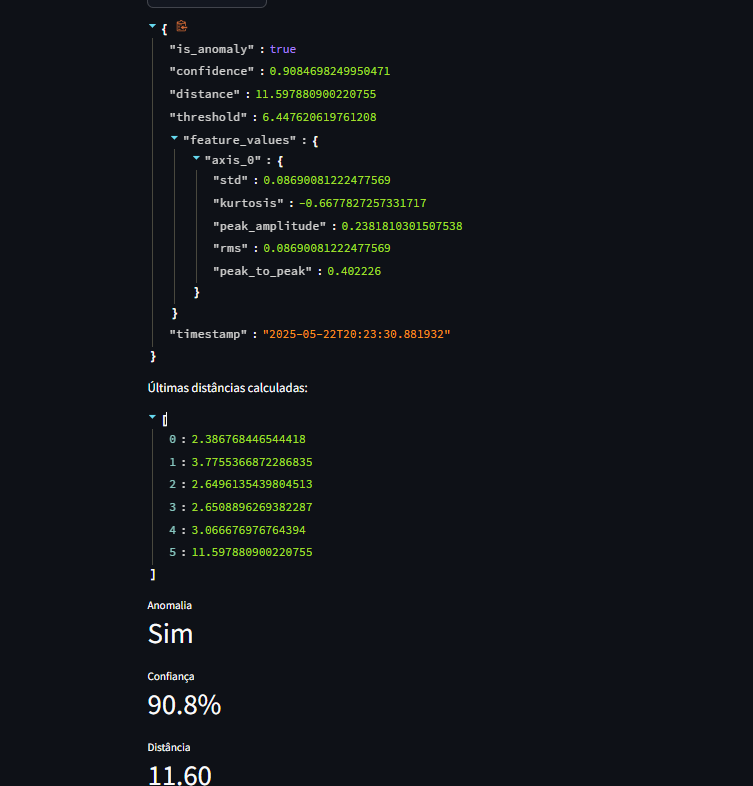 {
"is_anomaly" : true
"confidence" : 0.9084698249950471
"distance" : 11.597880900220755
"threshold" : 6.447620619761208
"feature_values" : {
"axis_0" : {
"std" : 0.08690081222477569
"kurtosis" : -0.6677827257331717
"peak_amplitude" : 0.2381810301507538
"rms" : 0.08690081222477569
"peak_to_peak" : 0.402226
}
}
"timestamp" : "2025-05-22T20:23:30.881932"
}
Últimas distâncias calculadas:
[
0 : 2.386768446544418
1 : 3.7755366872286835
2 : 2.6496135439804513
3 : 2.6508896269382287
4 : 3.066676976764394
5 : 11.597880900220755
]
Anomalia
Sim
Confiança
90.8%
Distância
11.60